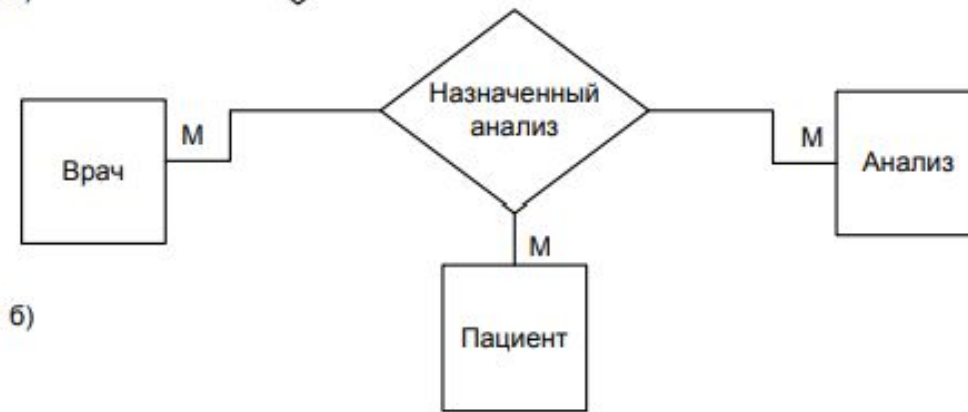 Назначенный
анализ
М
М
Врач
Анализ
М
б)
Пациент